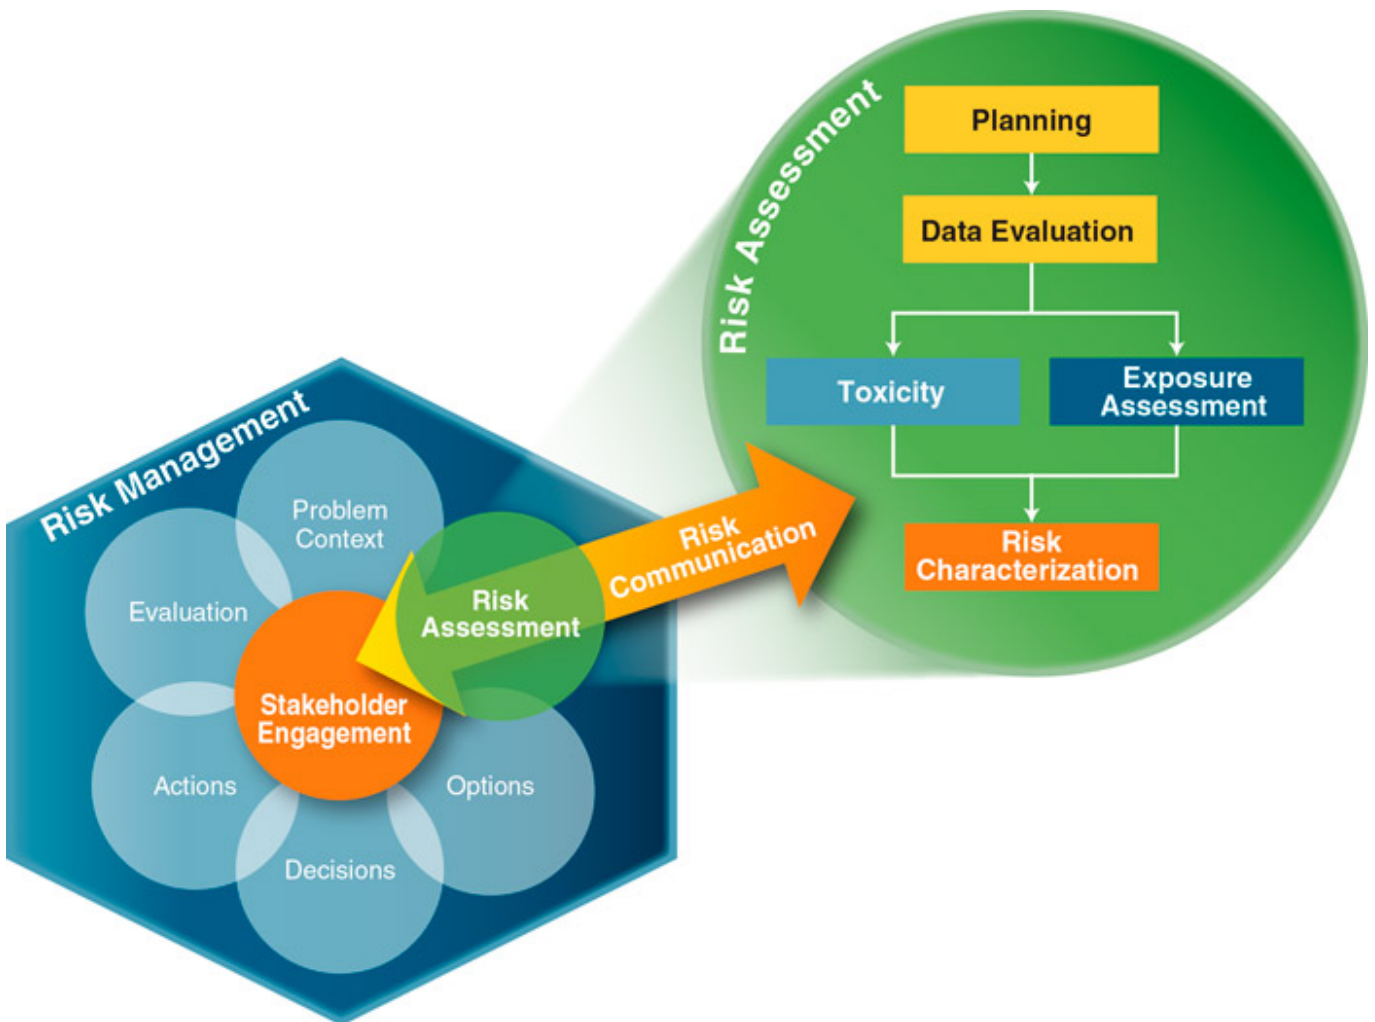 Risk Management
Problem
Context
Evaluation
Risk
Assessment
Stakeholder
Engagement
Actions
Options
Decisions
Risk
Communication
Risk Assessment
Planning
Data Evaluation
Toxicity
Exposure
Assessment
Risk
Characterization